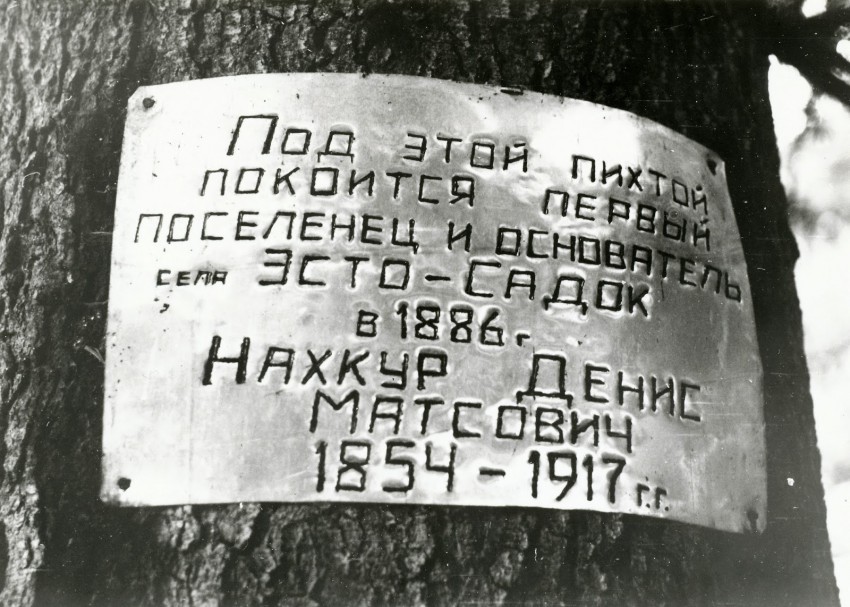 Под этой пихтой
покоится первый
поселенец и основатель
села Эсто-Садок
в 1886 г.
Нахкур Денис
Матсович
1854-1917 г.г.